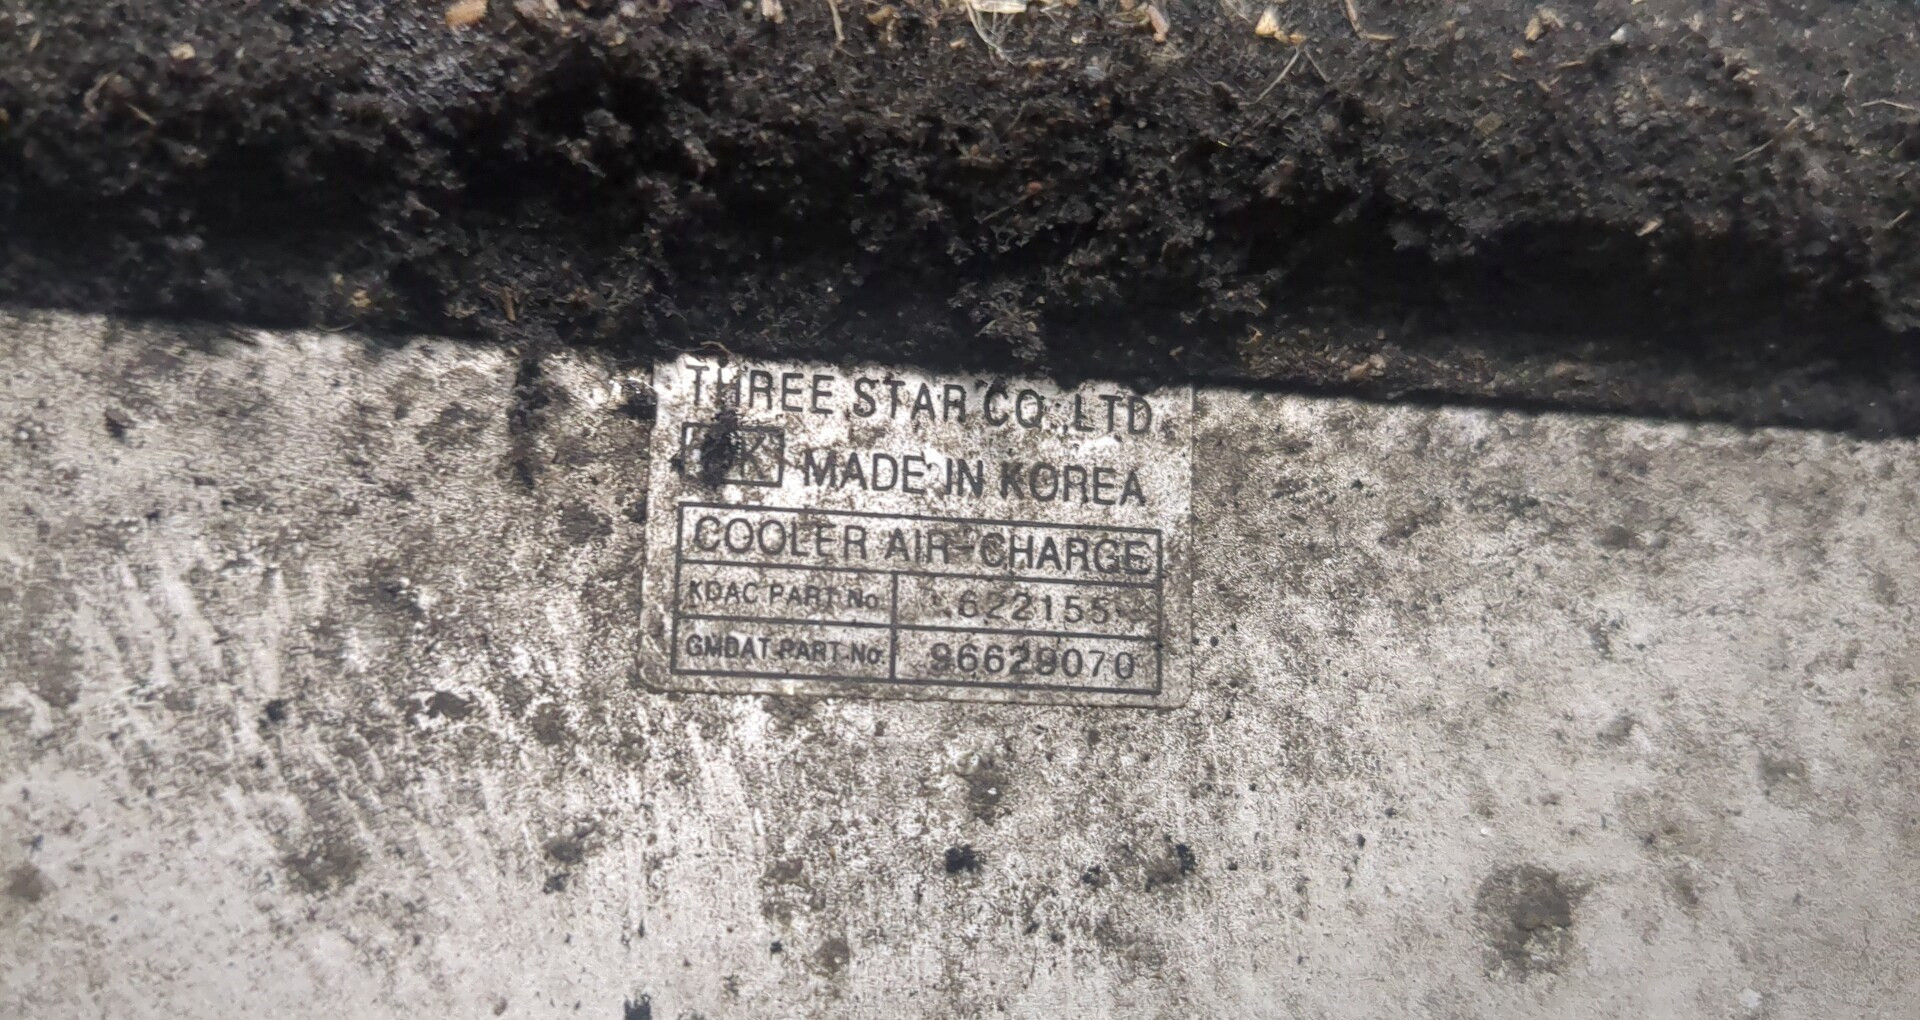 THREE STAR CO.,LTD.
MADE IN KOREA
COOLER AIR-CHARGE
KDAC PART No. 622155
GMDAT PART No. 96629070